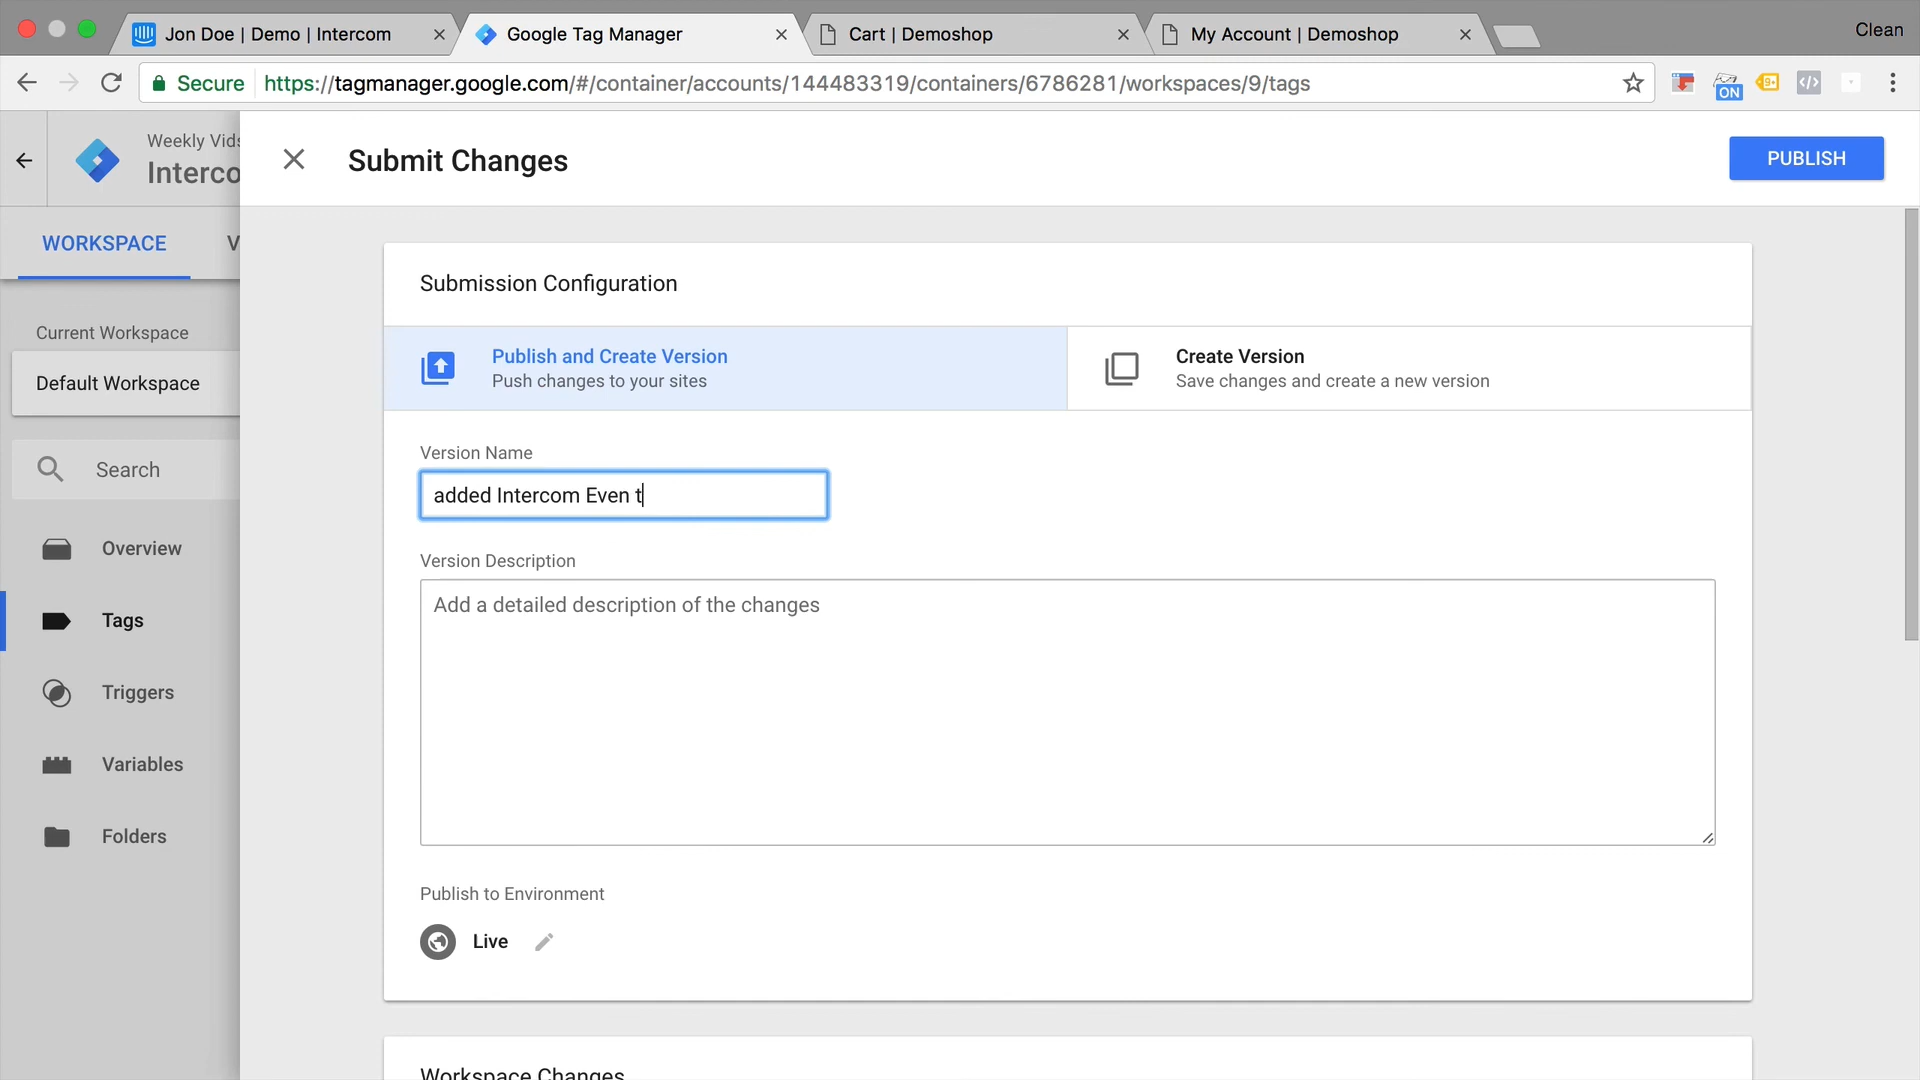 Jon Doe | Demo | Intercom
Google Tag Manager
Cart | Demoshop
My Account | Demoshop
Clean
Secure
https://tagmanager.google.com/#/container/accounts/144483319/containers/6786281/workspaces/9/tags
ON
9+
Weekly Vids
Interco
Submit Changes
PUBLISH
WORKSPACE
V
Submission Configuration
Current Workspace
Default Workspace
Publish and Create Version
Push changes to your sites
Create Version
Save changes and create a new version
Search
Version Name
added Intercom Even t
Overview
Version Description
Add a detailed description of the changes
Tags
Triggers
Variables
Folders
Publish to Environment
Live
Workspace Changes